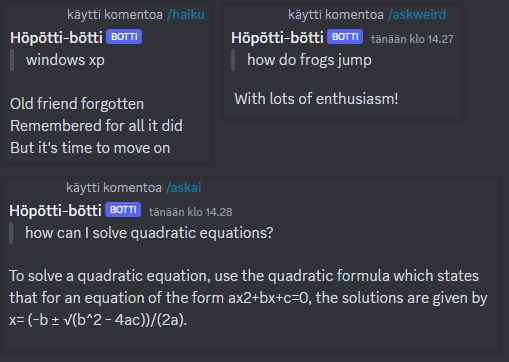 käytti komentoa /haiku
Höpötti-bötti BOTTI
windows xp
Old friend forgotten
Remembered for all it did
But it's time to move on
käytti komentoa /askweird
Höpötti-bötti BOTTI tänään klo 14.27
how do frogs jump
With lots of enthusiasm!
käytti komentoa /askai
Höpötti-bötti BOTTI tänään klo 14.28
how can I solve quadratic equations?
To solve a quadratic equation, use the quadratic formula which states
that for an equation of the form ax2+bx+c=0, the solutions are given by
x= (-b ± √(b^2 - 4ac))/(2a).